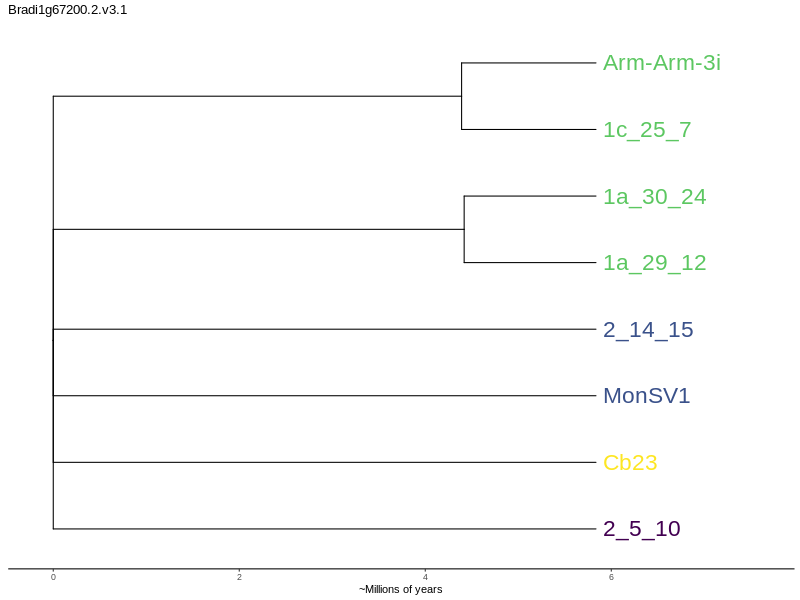 Bradi1g67200.2.v3.1
Arm-Arm-3i
1c_25_7
1a_30_24
1a_29_12
2_14_15
MonSV1
Cb23
2_5_10
0 2 4 6
~Millions of years